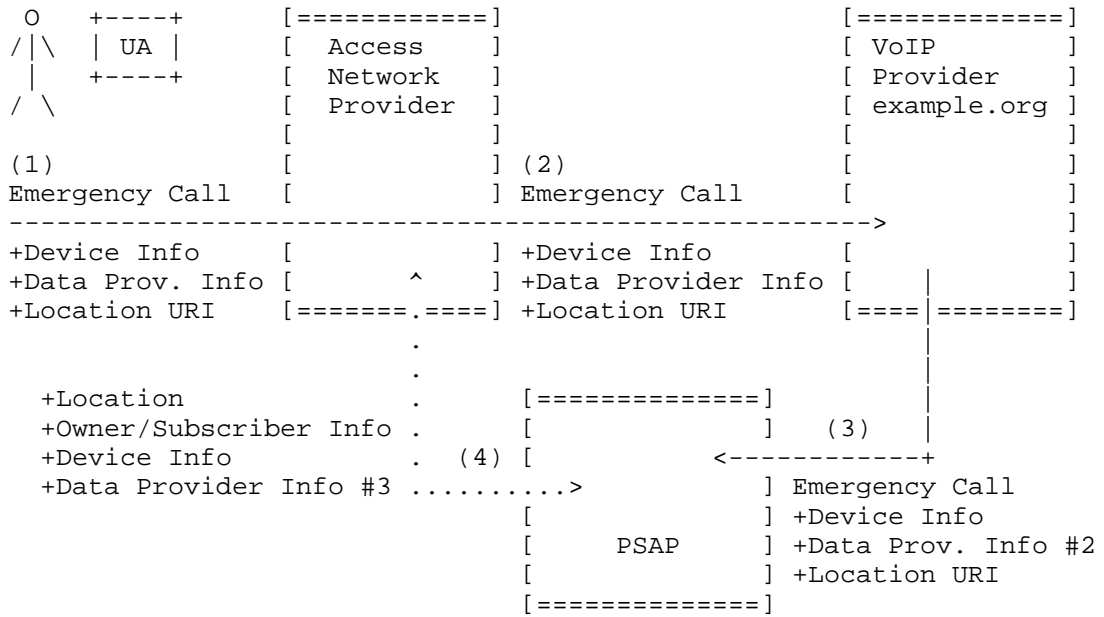 O    +----+       [============]                      [=============]
/|\   | UA |       [  Access    ]                      [ VoIP        ]
 |    +----+       [  Network   ]                      [ Provider    ]
/ \                [  Provider  ]                      [ example.org ]
                   [            ]                      [             ]
(1)                [            ] (2)                  [             ]
Emergency Call     [            ] Emergency Call       [             ]
------------------------------------------------------>              ]
+Device Info       [            ] +Device Info         [             ]
+Data Prov. Info   [       ^    ] +Data Provider Info  [    |        ]
+Location URI      [=======.====] +Location URI        [====|========]
                           .                                |
                           .                                |
  +Location                .      [==============]          |
  +Owner/Subscriber Info   .      [              ]   (3)    |
  +Device Info             .  (4) [           <-------------+
  +Data Provider Info #3 ..........>             ] Emergency Call
                                  [              ] +Device Info
                                  [     PSAP     ] +Data Prov. Info #2
                                  [              ] +Location URI
                                  [==============]